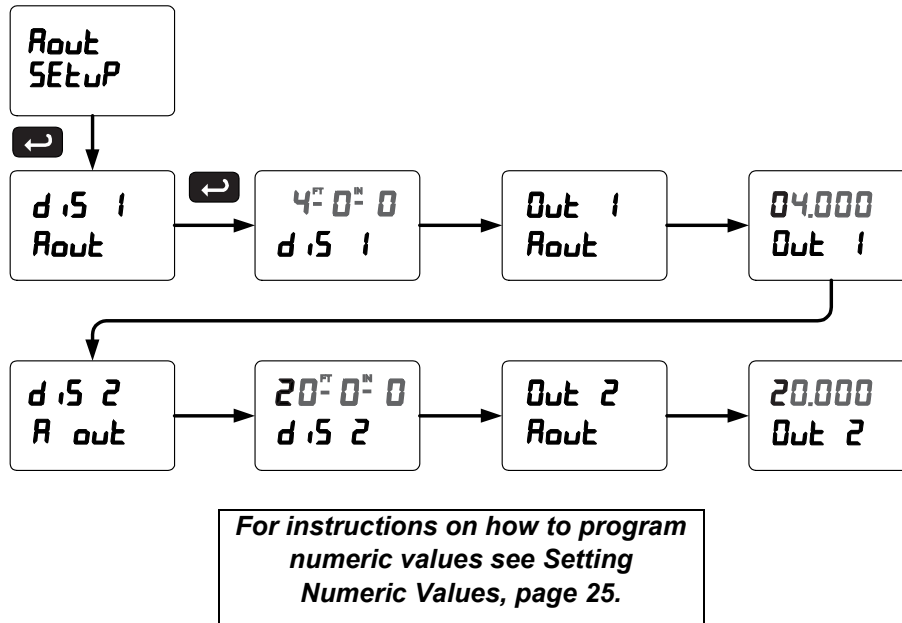 Aout
SEtuP
diS 1
Aout
4FT-0IN-0
diS 1
Out 1
Aout
04.000
Out 1
diS 2
A out
20FT-0IN-0
diS 2
Out 2
Aout
20.000
Out 2
For instructions on how to program
numeric values see Setting
Numeric Values, page 25.